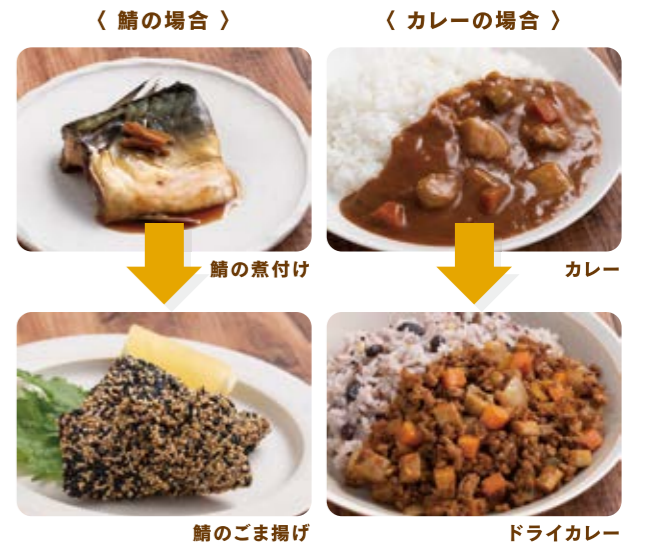 〈 鯖の場合 〉
〈 カレーの場合 〉
鯖の煮付け
カレー
鯖のごま揚げ
ドライカレー